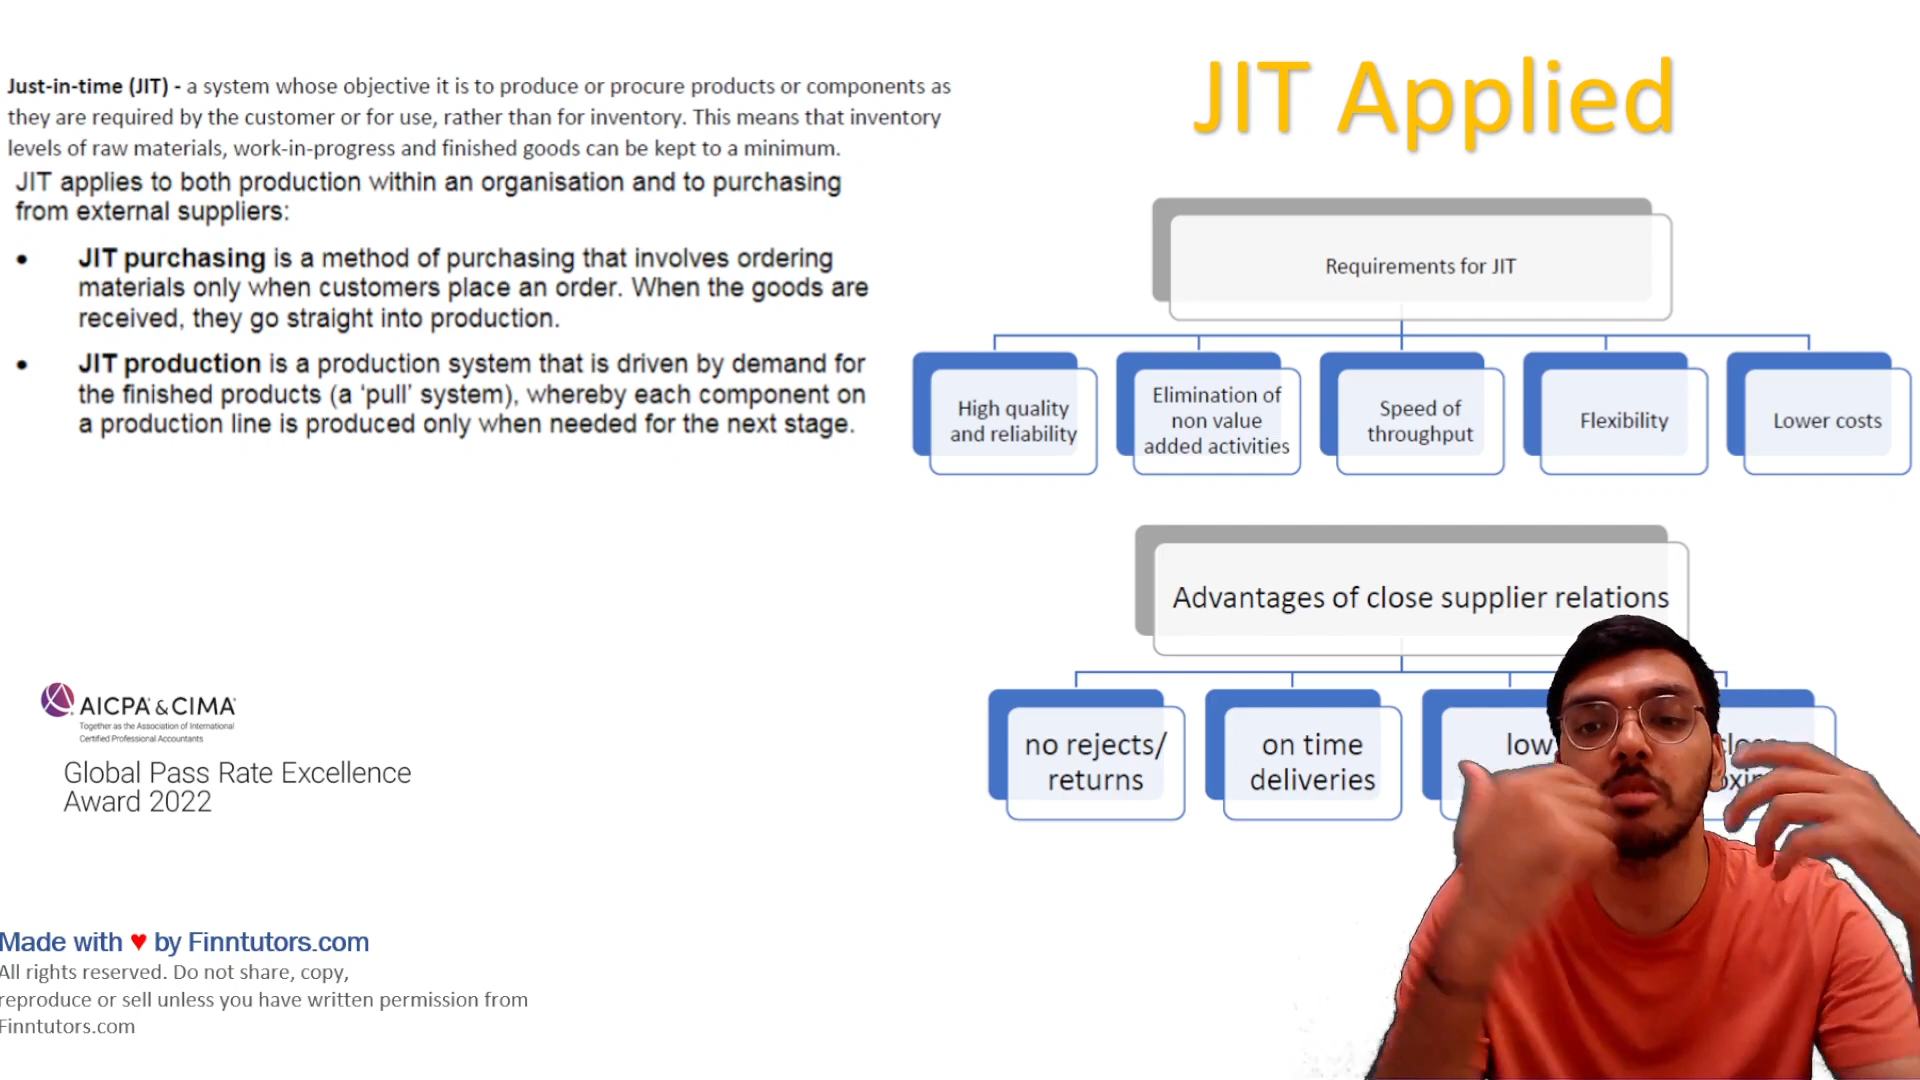 Just-in-time (JIT) - a system whose objective it is to produce or procure products or components as
they are required by the customer or for use, rather than for inventory. This means that inventory
levels of raw materials, work-in-progress and finished goods can be kept to a minimum.
JIT applies to both production within an organisation and to purchasing
from external suppliers:
• JIT purchasing is a method of purchasing that involves ordering
materials only when customers place an order. When the goods are
received, they go straight into production.
• JIT production is a production system that is driven by demand for
the finished products (a 'pull' system), whereby each component on
a production line is produced only when needed for the next stage.
AICPA & CIMA
Together as the Association of International
Certified Professional Accountants
Global Pass Rate Excellence
Award 2022
Made with ♥ by Finntutors.com
All rights reserved. Do not share, copy,
reproduce or sell unless you have written permission from
Finntutors.com
JIT Applied
Requirements for JIT
High quality
and reliability
Elimination of
non value
added activities
Speed of
throughput
Flexibility
Lower costs
Advantages of close supplier relations
no rejects/
returns
on time
deliveries
low